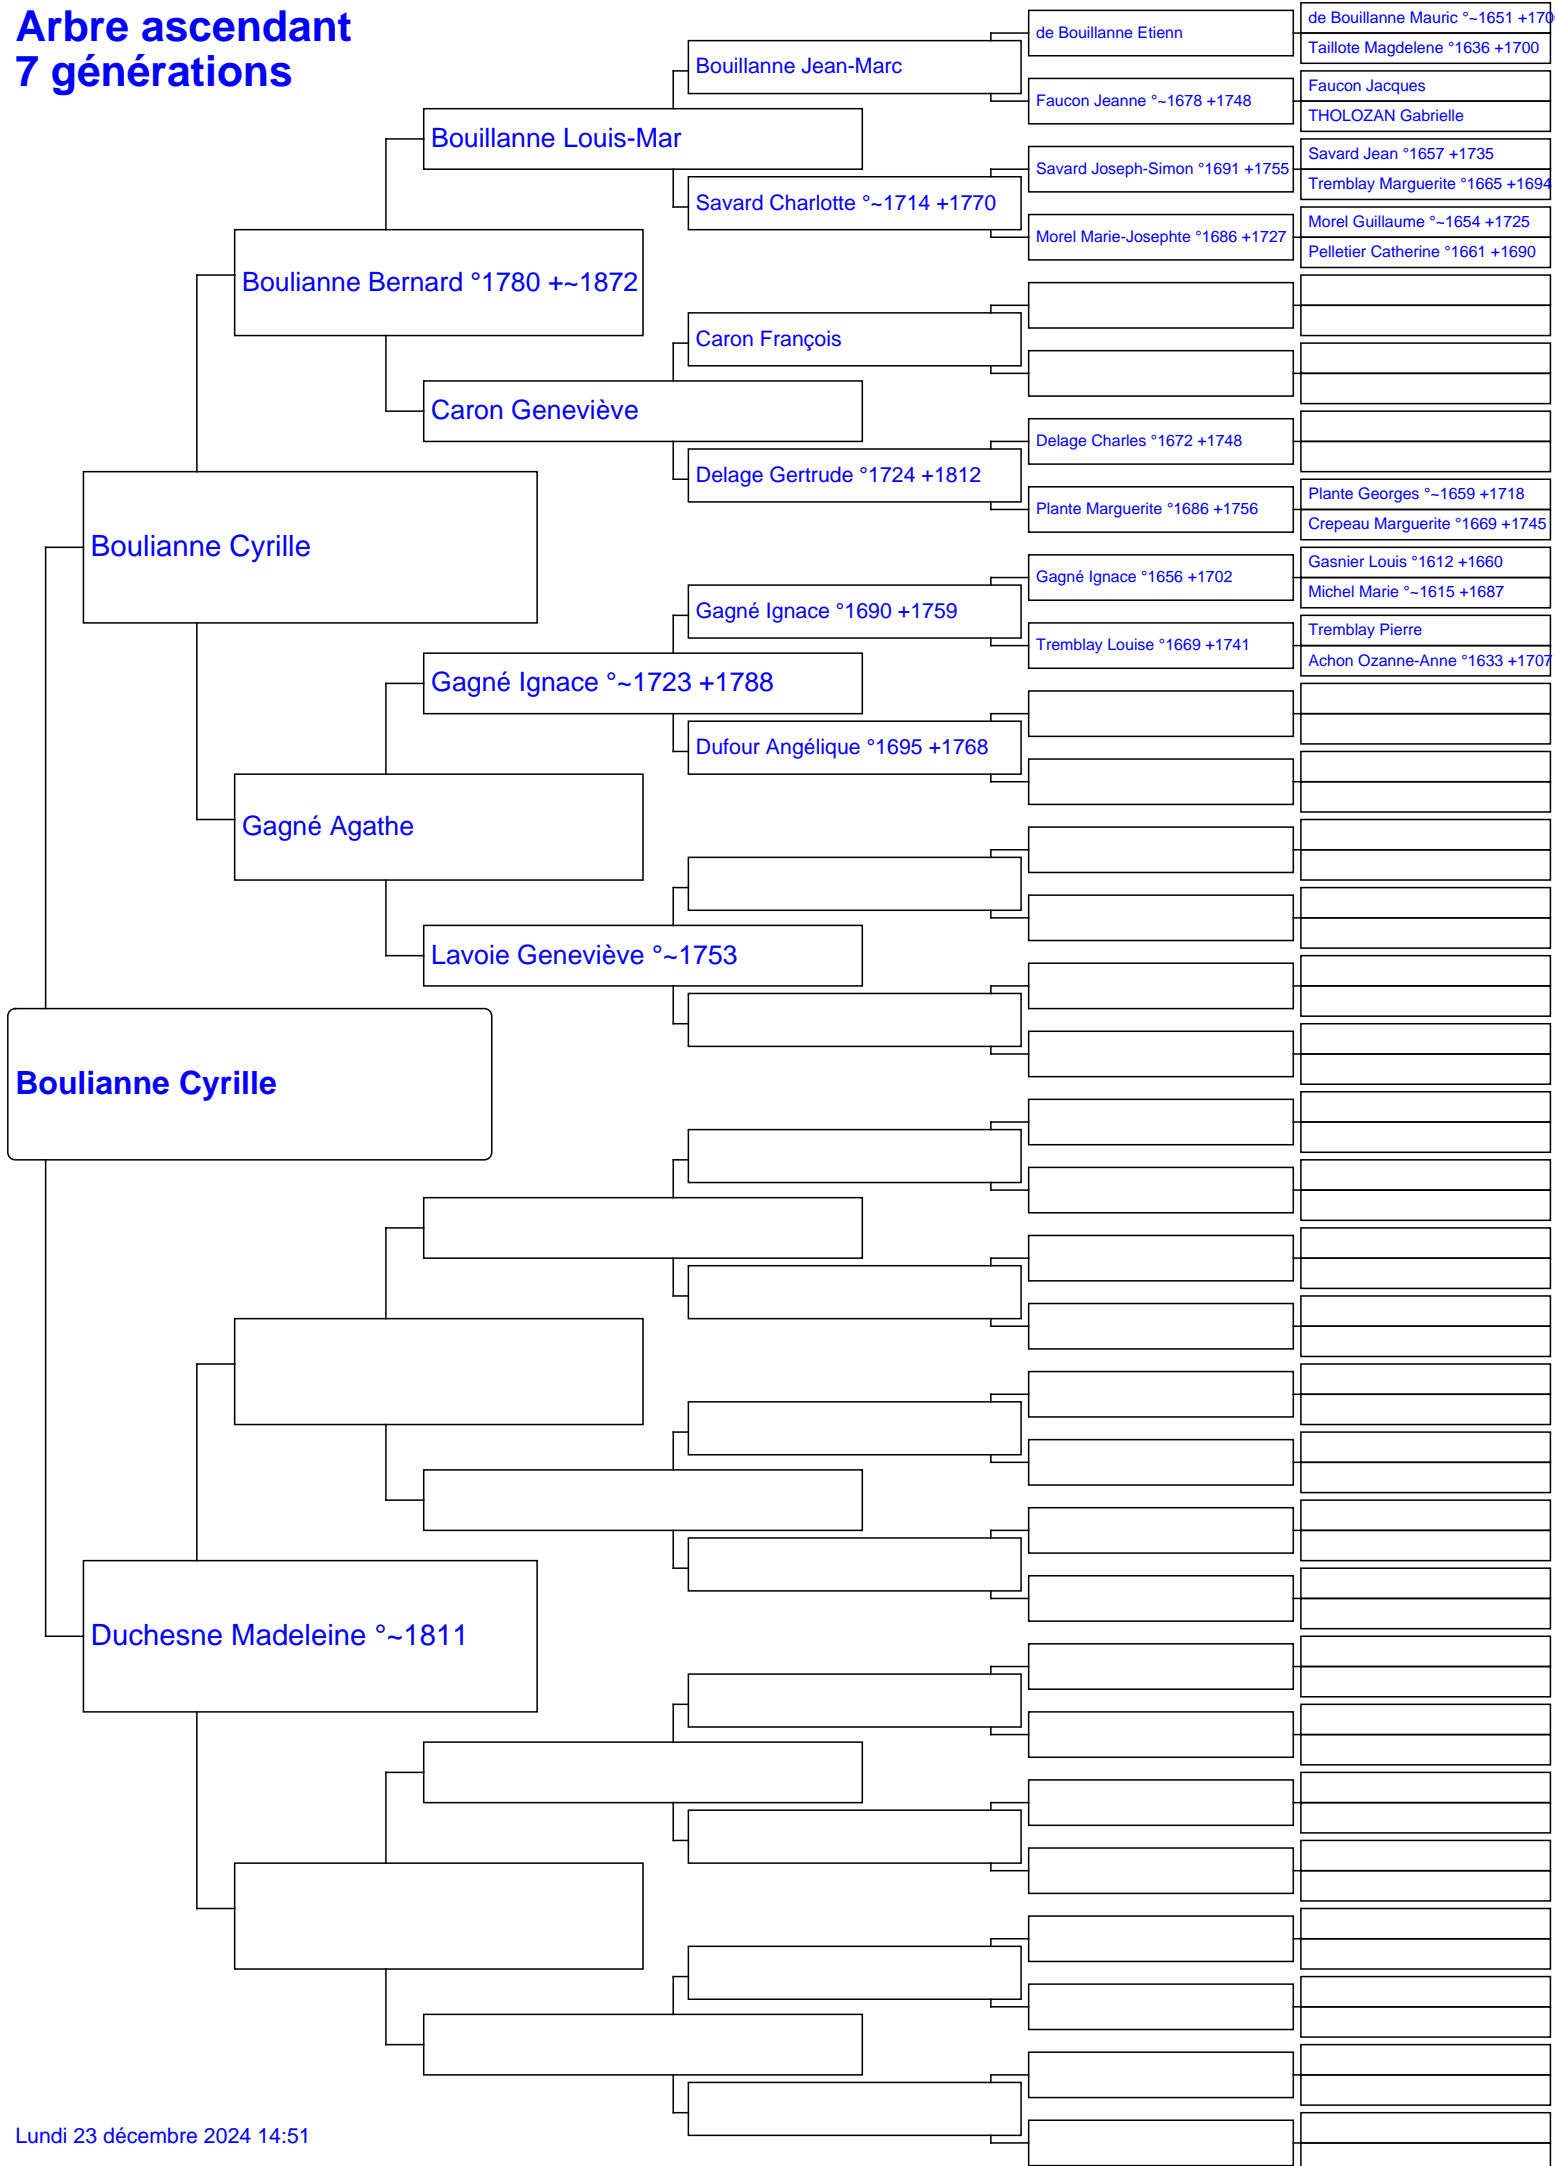 Arbre ascendant
7 générations
de Bouillanne Etienn
de Bouillanne Mauric °~1651 +170
Taillote Magdelene °1636 +1700
Bouillanne Jean-Marc
Faucon Jeanne °~1678 +1748
Faucon Jacques
THOLOZAN Gabrielle
Bouillanne Louis-Mar
Savard Joseph-Simon °1691 +1755
Savard Jean °1657 +1735
Tremblay Marguerite °1665 +1694
Savard Charlotte °~1714 +1770
Morel Marie-Josephte °1686 +1727
Morel Guillaume °~1654 +1725
Pelletier Catherine °1661 +1690
Boulianne Bernard °1780 +~1872
Caron François
Caron Geneviève
Delage Charles °1672 +1748
Delage Gertrude °1724 +1812
Plante Marguerite °1686 +1756
Plante Georges °~1659 +1718
Crepeau Marguerite °1669 +1745
Boulianne Cyrille
Gagné Ignace °1656 +1702
Gasnier Louis °1612 +1660
Michel Marie °~1615 +1687
Gagné Ignace °1690 +1759
Tremblay Louise °1669 +1741
Tremblay Pierre
Achon Ozanne-Anne °1633 +1707
Gagné Ignace °~1723 +1788
Dufour Angélique °1695 +1768
Gagné Agathe
Lavoie Geneviève °~1753
Boulianne Cyrille
Duchesne Madeleine °~1811
Lundi 23 décembre 2024 14:51